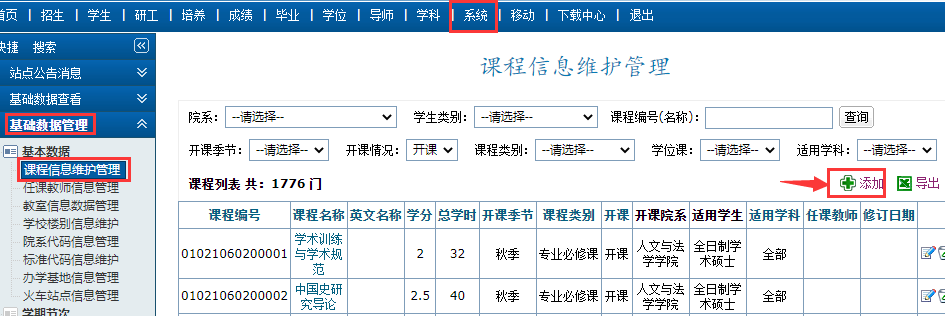 首页 | 招生 | 学生 | 研工 | 培养 | 成绩 | 毕业 | 学位 | 导师 | 学科 | 系统 | 移动 | 下载中心 | 退出
快捷 搜索
站点公告消息
基础数据查看
基础数据管理
基本数据
课程信息维护管理
任课教师信息管理
教室信息数据管理
学校楼别信息维护
院系代码信息管理
标准代码信息维护
办学基地信息管理
火车站点信息管理
学期节次
课程信息维护管理
院系: --请选择-- 学生类别: --请选择-- 课程编号(名称): 查询
开课季节: --请选择-- 开课情况: 开课 课程类别: --请选择-- 学位课: --请选择-- 适用学科: --请选择--
课程列表 共: 1776 门 添加 导出
课程编号 课程名称 英文名称 学分 总学时 开课季节 课程类别 开课 开课院系 适用学生 适用学科 任课教师 修订日期
01021060200001 学术训练与学术规范 2 32 秋季 专业必修课 开课 人文与法学学院 全日制学术硕士 全部
01021060200002 中国史研究导论 2.5 40 秋季 专业必修课 开课 人文与法学学院 全日制学术硕士 全部